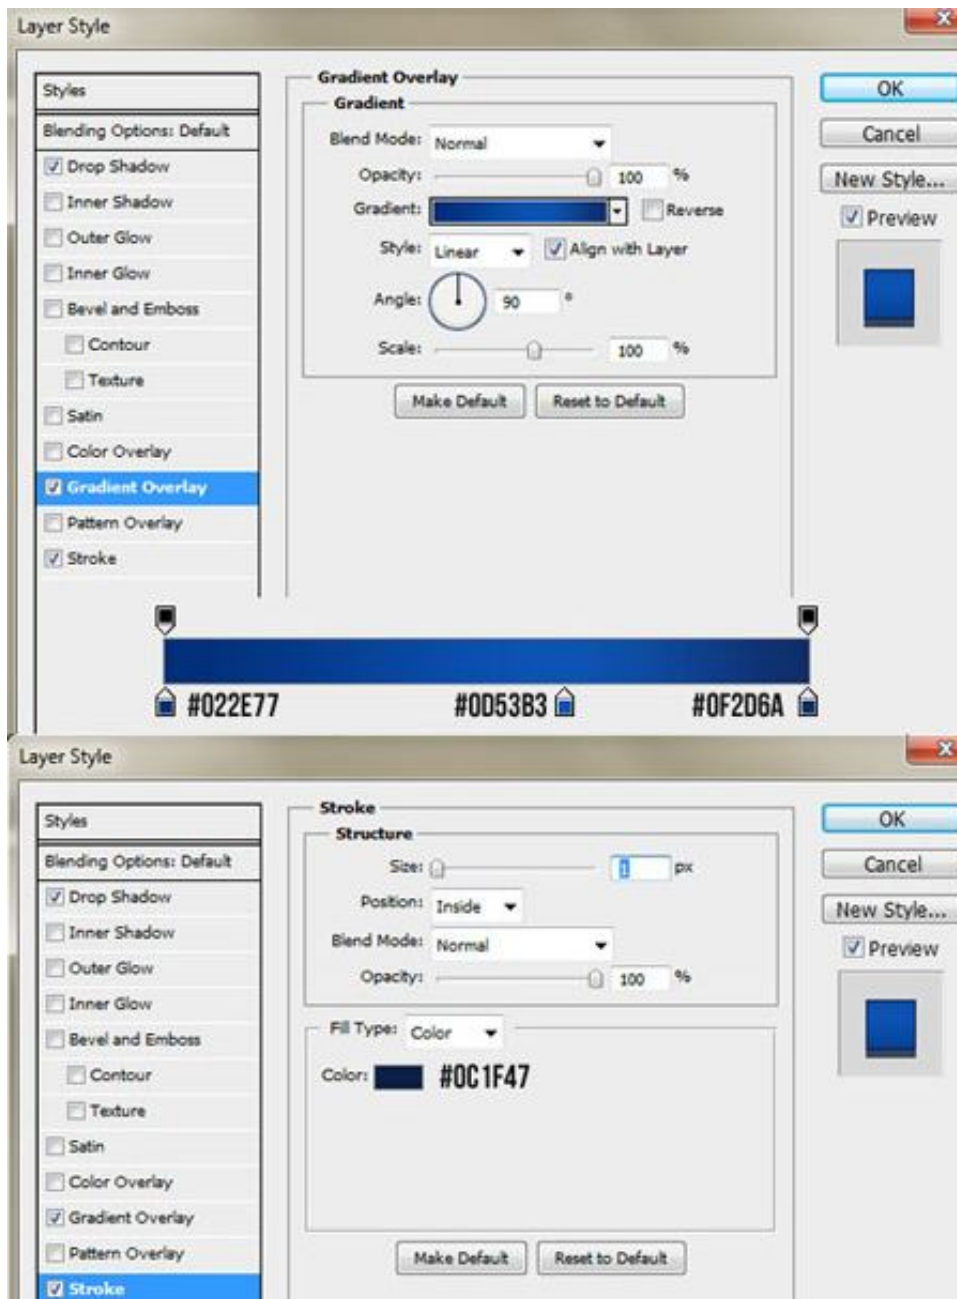 Layer Style
Styles
Blending Options: Default
Drop Shadow
Inner Shadow
Outer Glow
Inner Glow
Bevel and Emboss
Contour
Texture
Satin
Color Overlay
Gradient Overlay
Pattern Overlay
Stroke
Gradient Overlay
Gradient
Blend Mode: Normal
Opacity: 100 %
Gradient: Reverse
Style: Linear Align with Layer
Angle: 90 °
Scale: 100 %
Make Default Reset to Default
OK
Cancel
New Style...
Preview
#022E77 #0D53B3 #0F2D6A
Layer Style
Styles
Blending Options: Default
Drop Shadow
Inner Shadow
Outer Glow
Inner Glow
Bevel and Emboss
Contour
Texture
Satin
Color Overlay
Gradient Overlay
Pattern Overlay
Stroke
Stroke
Structure
Size: 1 px
Position: Inside
Blend Mode: Normal
Opacity: 100 %
Fill Type: Color
Color: #0C1F47
Make Default Reset to Default
OK
Cancel
New Style...
Preview